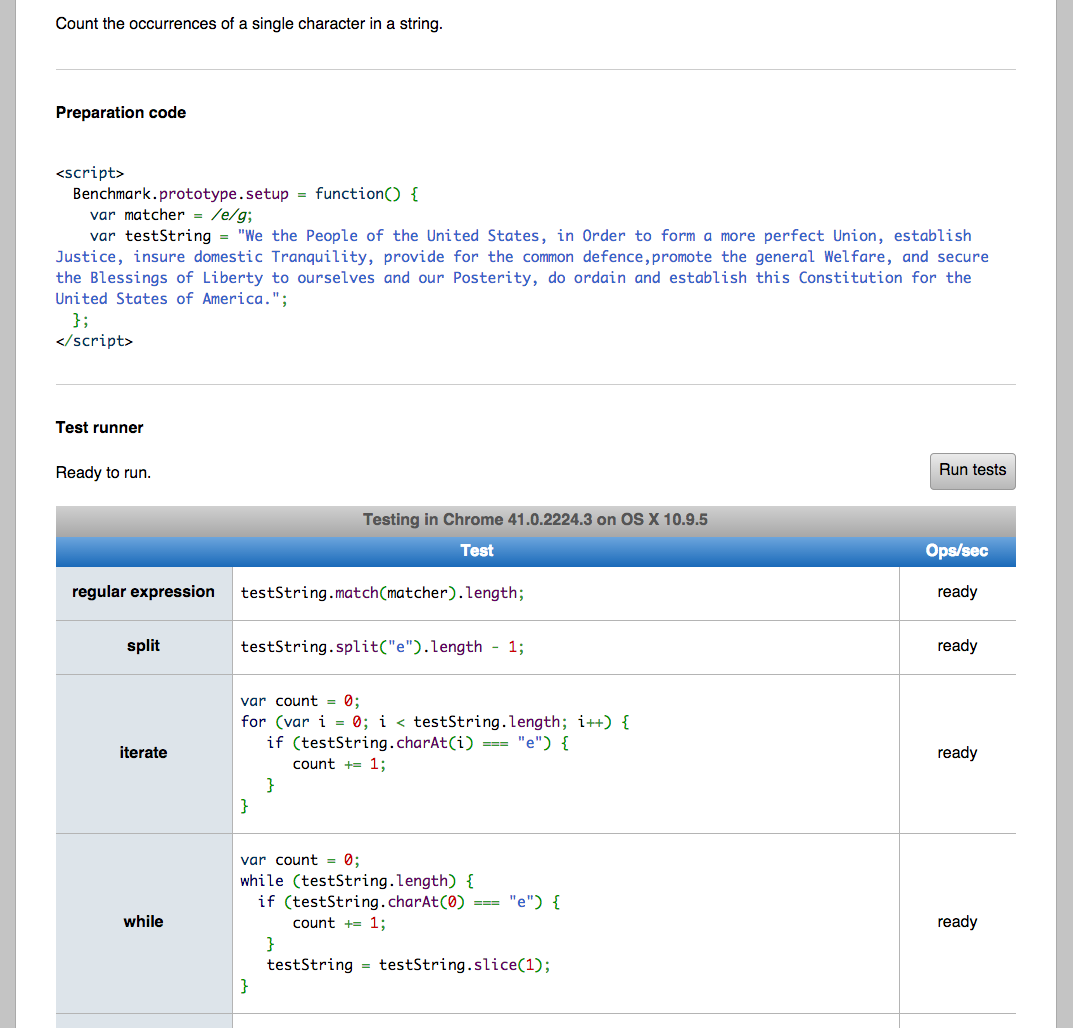 Count the occurrences of a single character in a string.
Preparation code
<script>
  Benchmark.prototype.setup = function() {
    var matcher = /e/g;
    var testString = "We the People of the United States, in Order to form a more perfect Union, establish
Justice, insure domestic Tranquility, provide for the common defence,promote the general Welfare, and secure
the Blessings of Liberty to ourselves and our Posterity, do ordain and establish this Constitution for the
United States of America.";
  };
</script>
Test runner
Ready to run.
Run tests
Testing in Chrome 41.0.2224.3 on OS X 10.9.5
Test Ops/sec
regular expression testString.match(matcher).length; ready
split testString.split("e").length - 1; ready
iterate
var count = 0;
for (var i = 0; i < testString.length; i++) {
   if (testString.charAt(i) === "e") {
      count += 1;
   }
}
ready
while
var count = 0;
while (testString.length) {
  if (testString.charAt(0) === "e") {
      count += 1;
   }
   testString = testString.slice(1);
}
ready